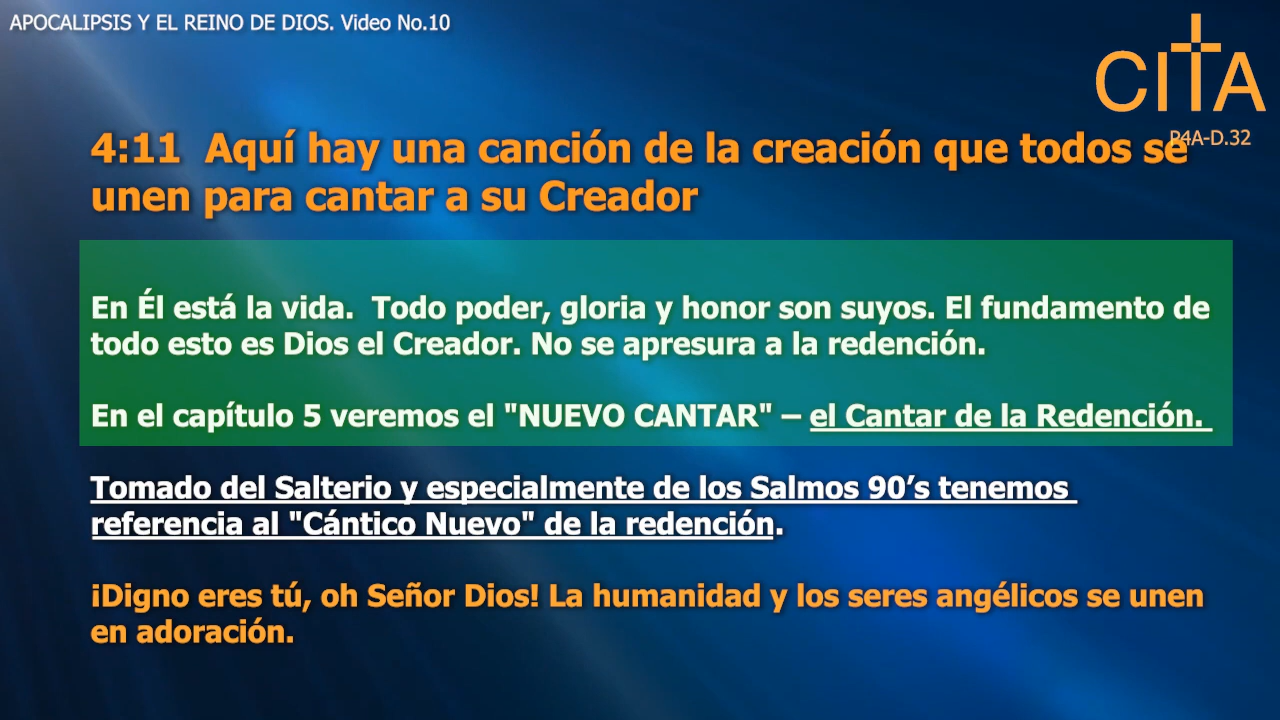 APOCALIPSIS Y EL REINO DE DIOS. Video No.10
CITA
P4A-D.32
4:11  Aquí hay una canción de la creación que todos se
unen para cantar a su Creador
En Él está la vida.  Todo poder, gloria y honor son suyos. El fundamento de
todo esto es Dios el Creador. No se apresura a la redención.
En el capítulo 5 veremos el "NUEVO CANTAR" – el Cantar de la Redención.
Tomado del Salterio y especialmente de los Salmos 90’s tenemos
referencia al "Cántico Nuevo" de la redención.
¡Digno eres tú, oh Señor Dios! La humanidad y los seres angélicos se unen
en adoración.